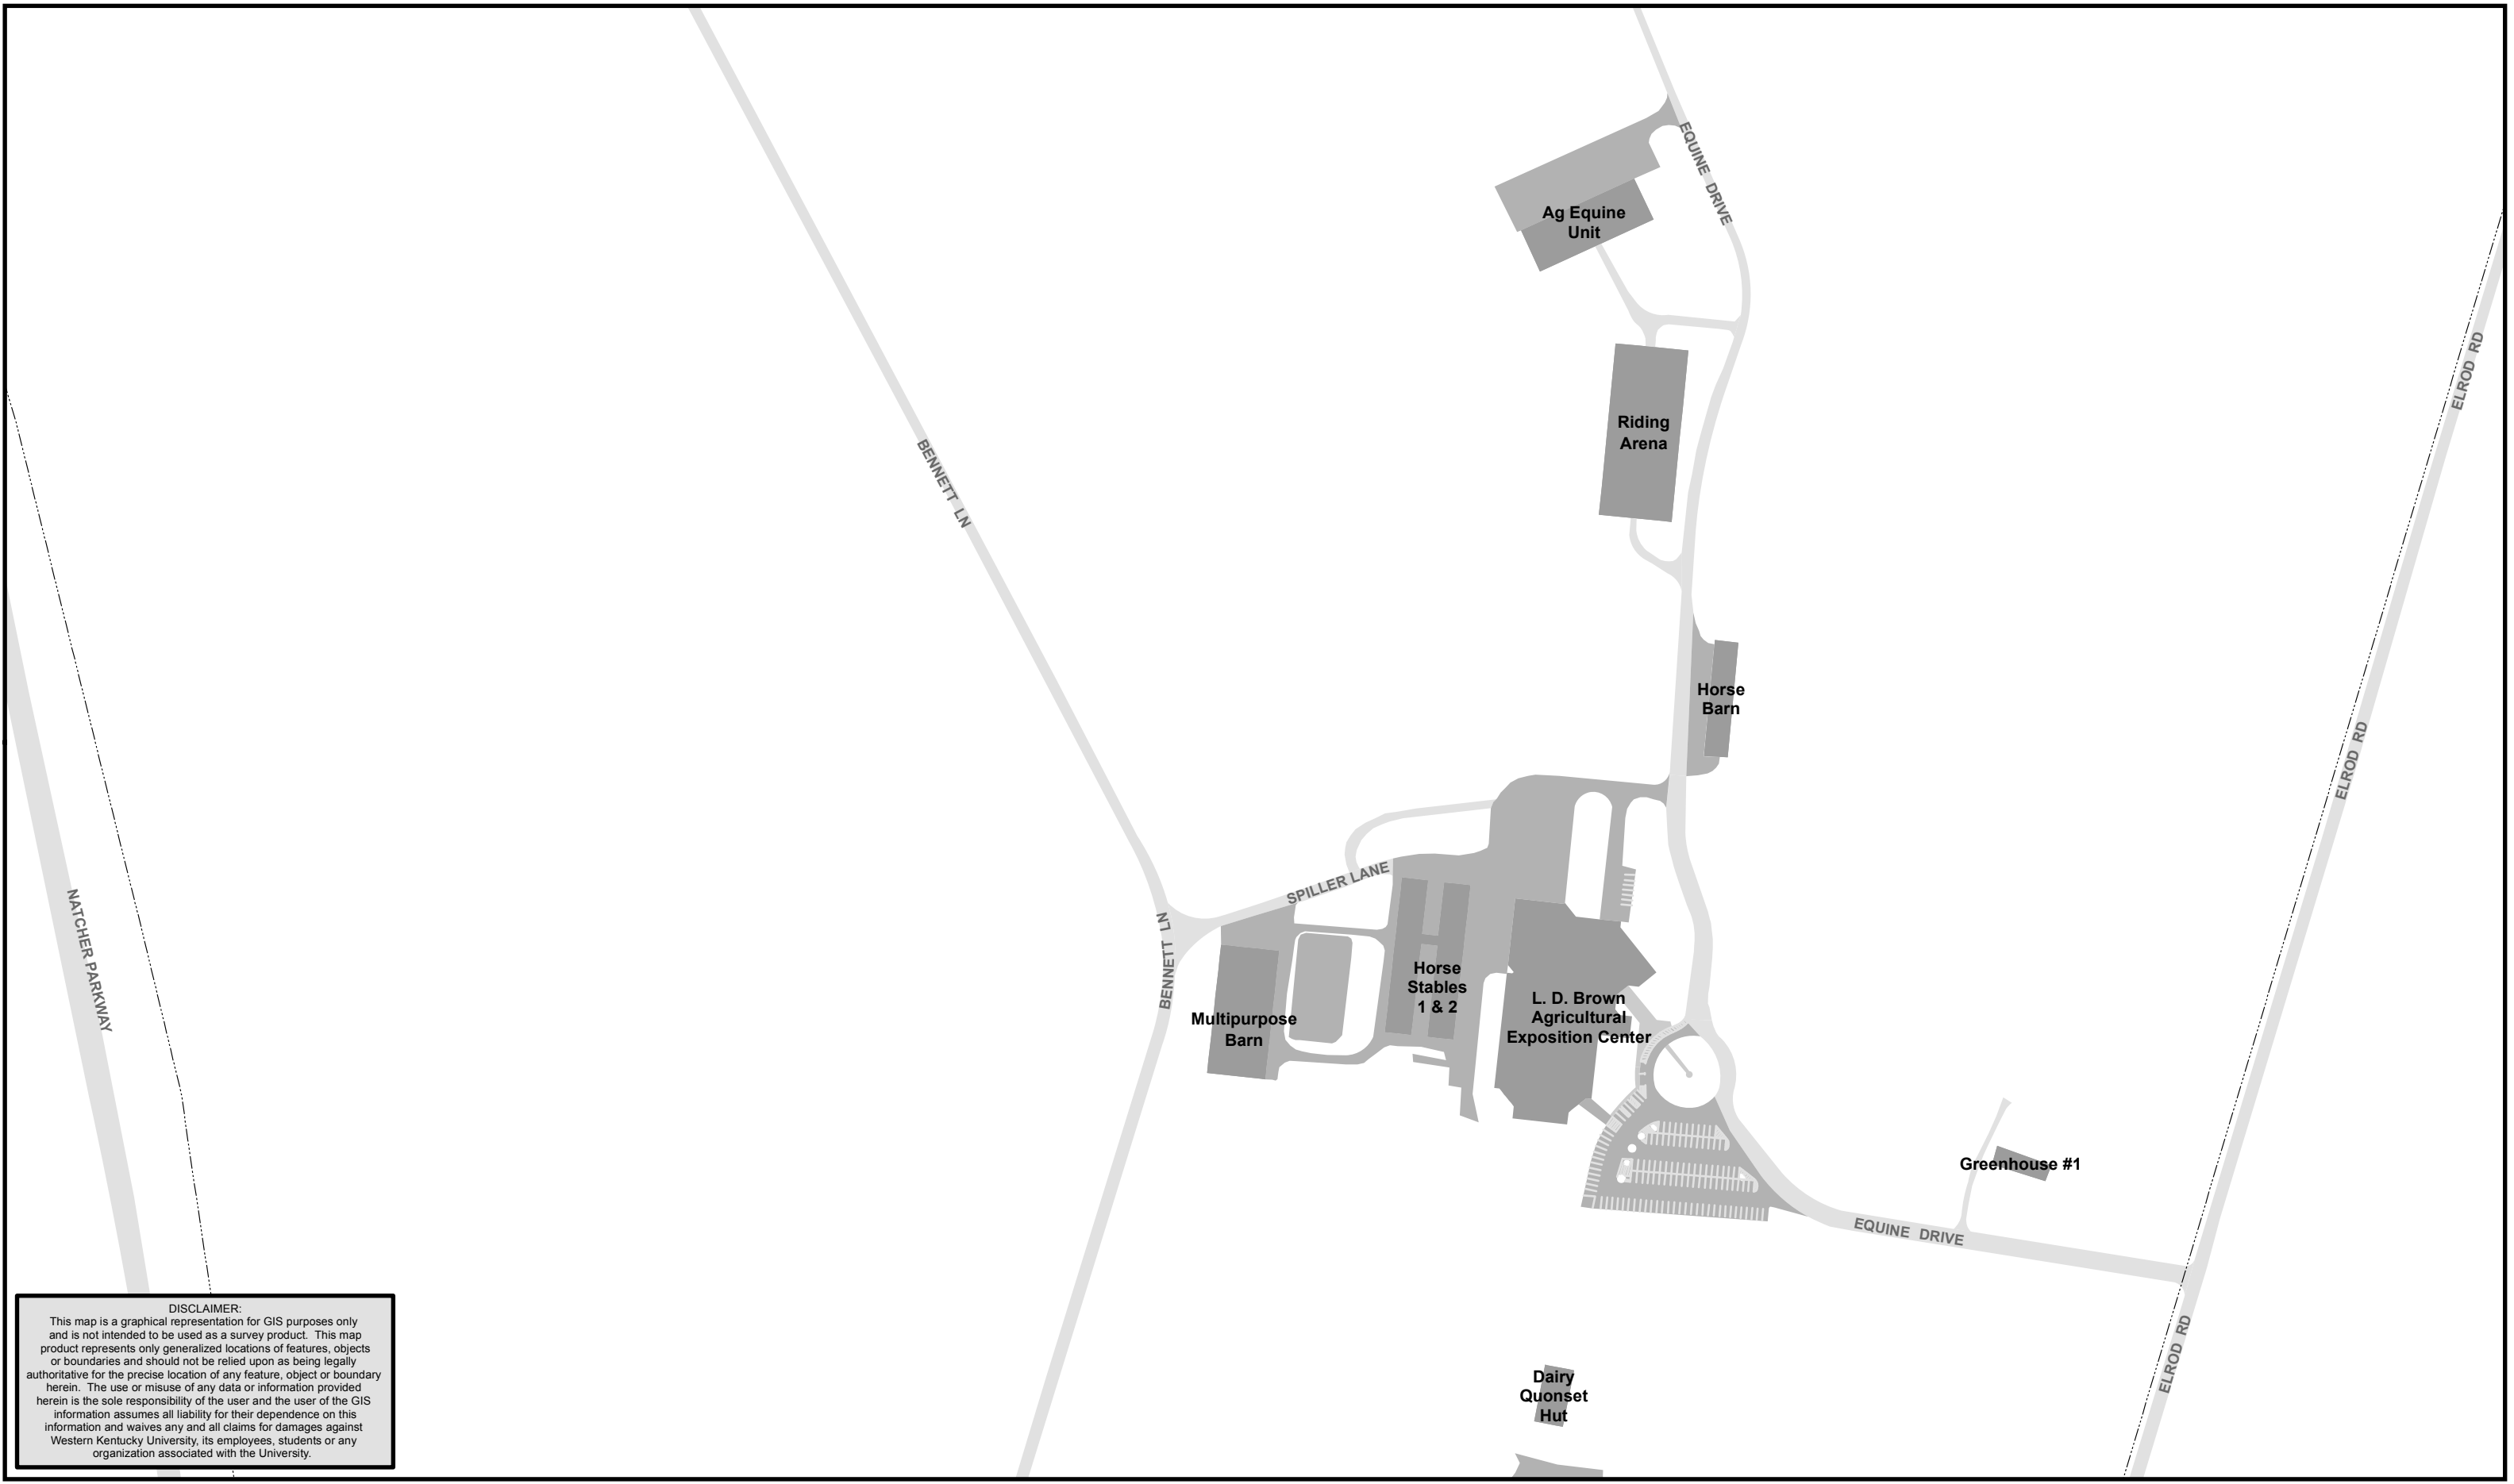 EQUINE DRIVE
Ag Equine
Unit
ELROD RD
Riding
Arena
BENNETT LN
Horse
Barn
ELROD RD
SPILLER LANE
NATCHER PARKWAY
BENNETT LN
Horse
Stables
1 & 2
L. D. Brown
Agricultural
Exposition Center
Multipurpose
Barn
Greenhouse #1
EQUINE DRIVE
ELROD RD
Dairy
Quonset
Hut
DISCLAIMER:
This map is a graphical representation for GIS purposes only
and is not intended to be used as a survey product. This map
product represents only generalized locations of features, objects
or boundaries and should not be relied upon as being legally
authoritative for the precise location of any feature, object or boundary
herein. The use or misuse of any data or information provided
herein is the sole responsibility of the user and the user of the GIS
information assumes all liability for their dependence on this
information and waives any and all claims for damages against
Western Kentucky University, its employees, students or any
organization associated with the University.